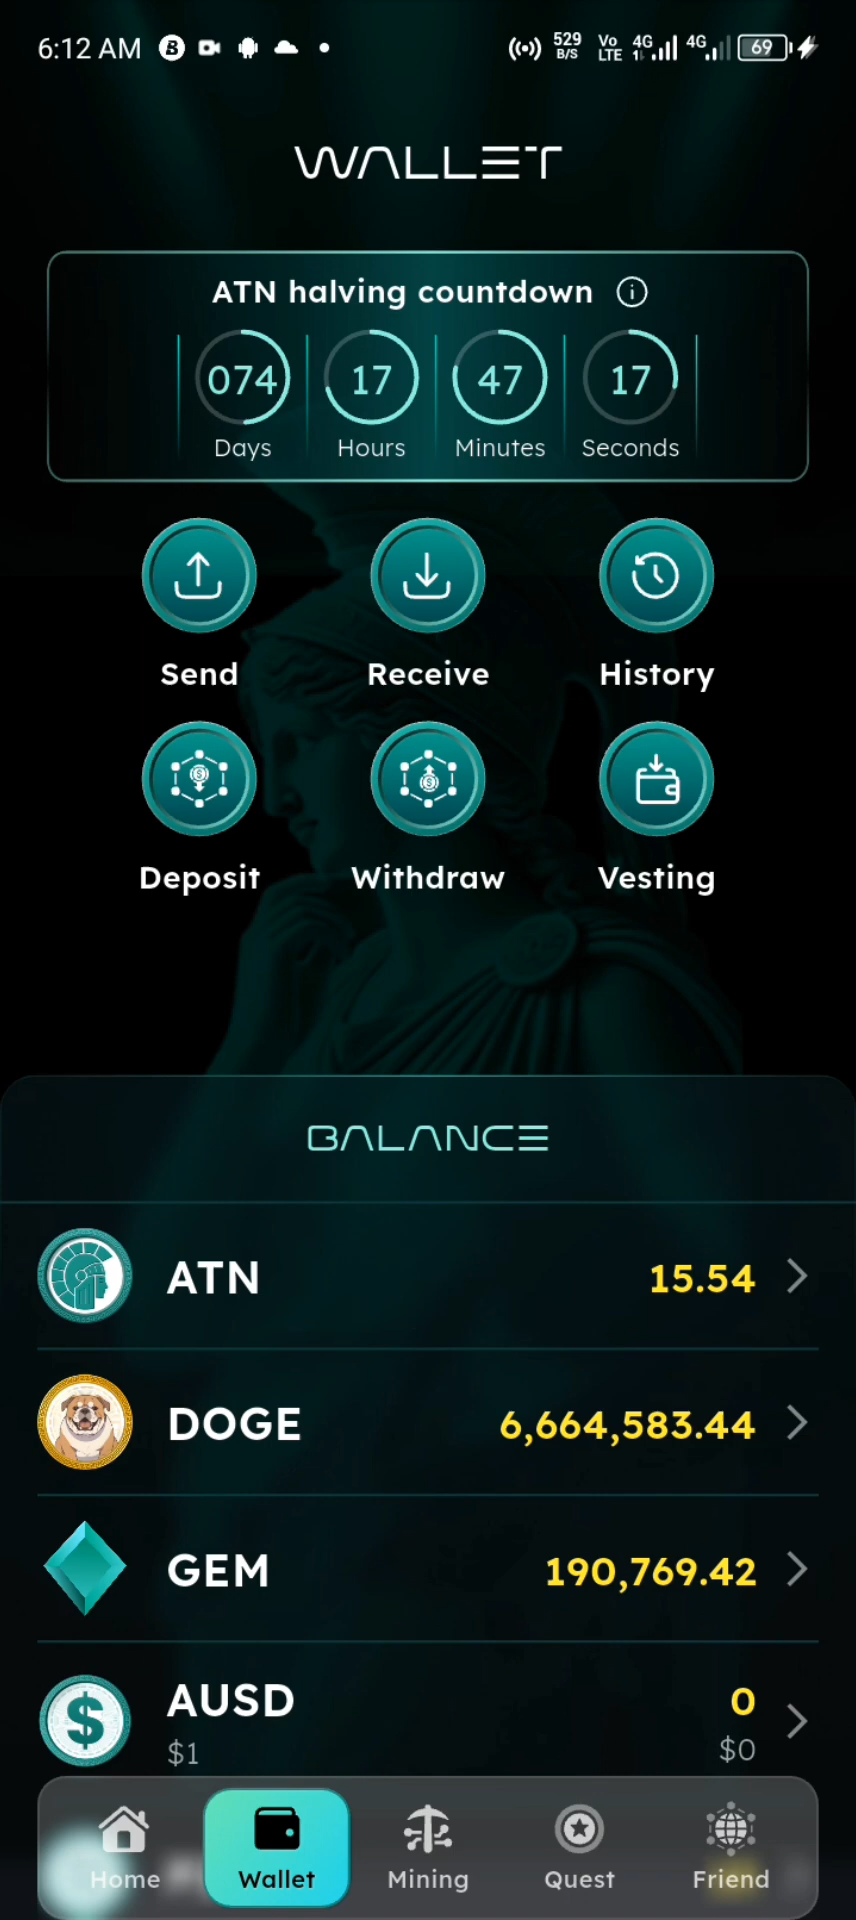 6:12 AM 529 B/S Vo LTE 4G 4G 69
WALLET
ATN halving countdown
074 17 47 17
Days Hours Minutes Seconds
Send Receive History
Deposit Withdraw Vesting
BALANCE
ATN 15.54
DOGE 6,664,583.44
GEM 190,769.42
AUSD 0
$1 $0
Home Wallet Mining Quest Friend